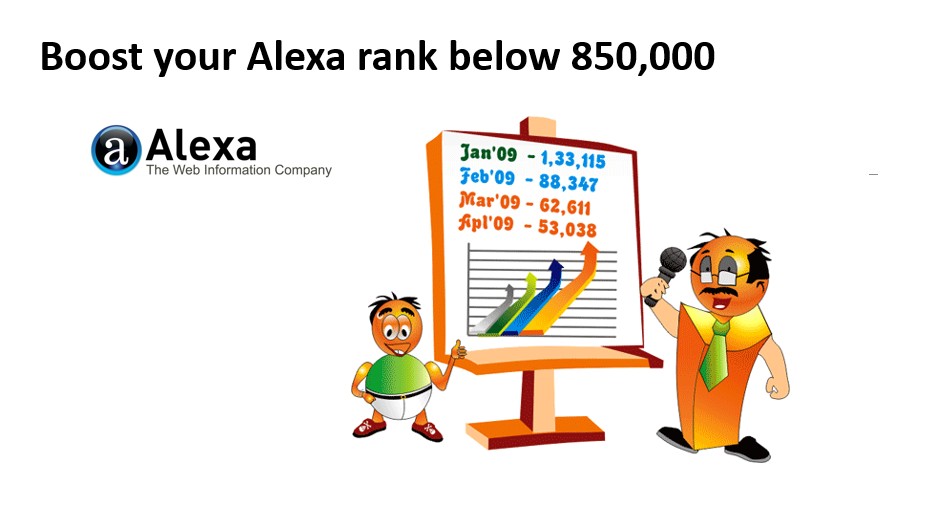 Boost your Alexa rank below 850,000
a Alexa
The Web Information Company
Jan'09 - 1,33,115
Feb'09 - 88,347
Mar'09 - 62,611
Apl'09 - 53,038